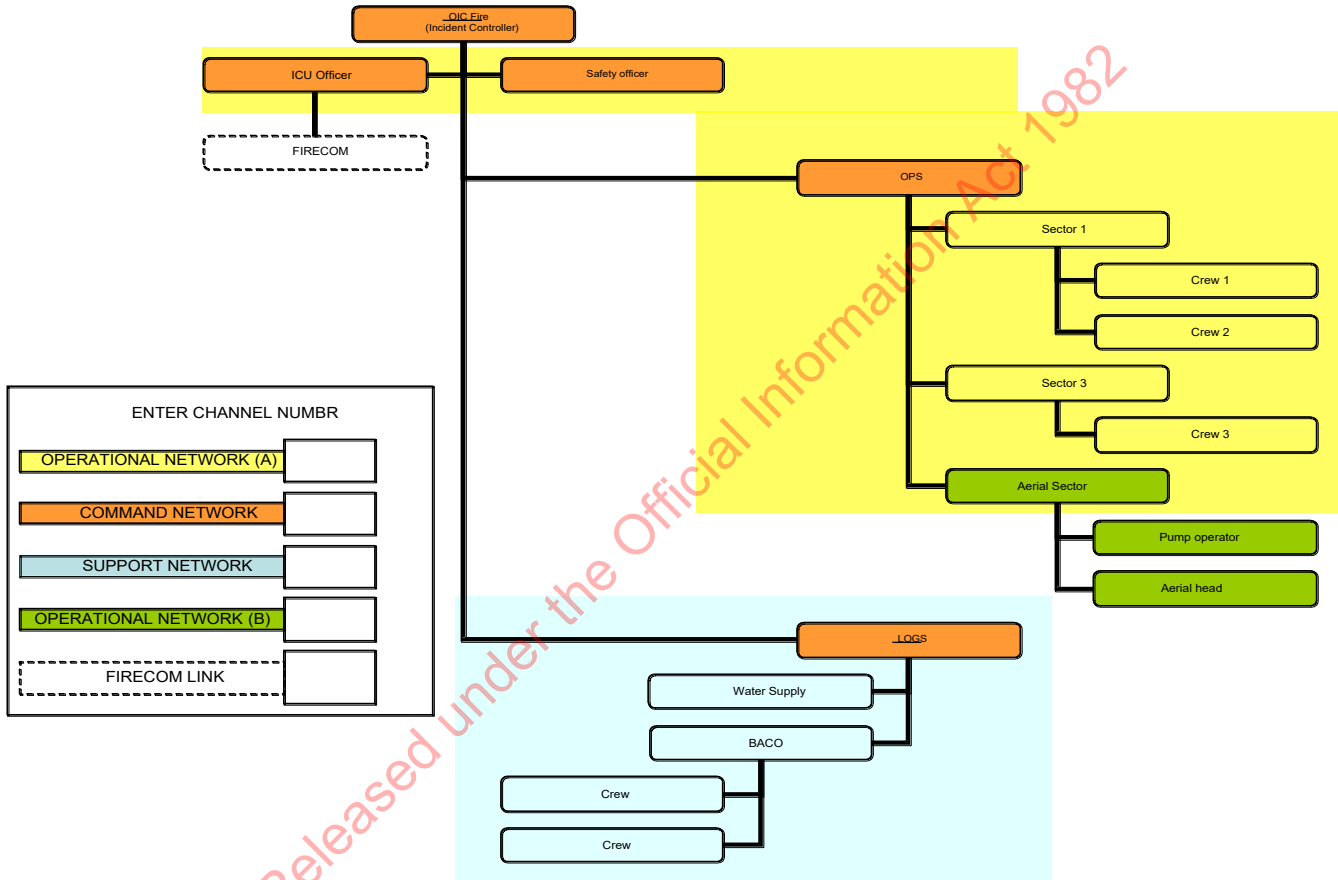 OIC Fire
(Incident Controller)
ICU Officer
Safety officer
FIRECOM
OPS
Sector 1
Crew 1
Crew 2
Sector 3
Crew 3
Aerial Sector
Pump operator
Aerial head
ENTER CHANNEL NUMBR
OPERATIONAL NETWORK (A)
COMMAND NETWORK
SUPPORT NETWORK
OPERATIONAL NETWORK (B)
FIRECOM LINK
LOGS
Water Supply
BACO
Crew
Crew
Released under the Official Information Act 1982